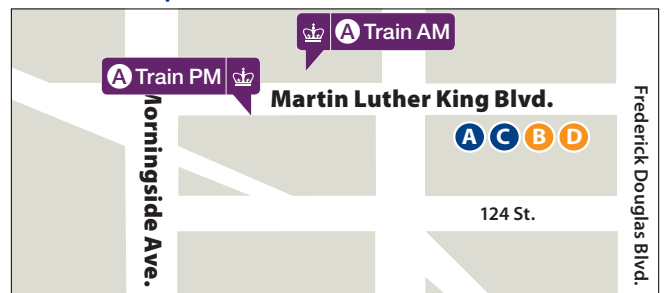 A Train AM
A Train PM
Martin Luther King Blvd.
A C B D
124 St.
Morningside Ave.
Frederick Douglas Blvd.